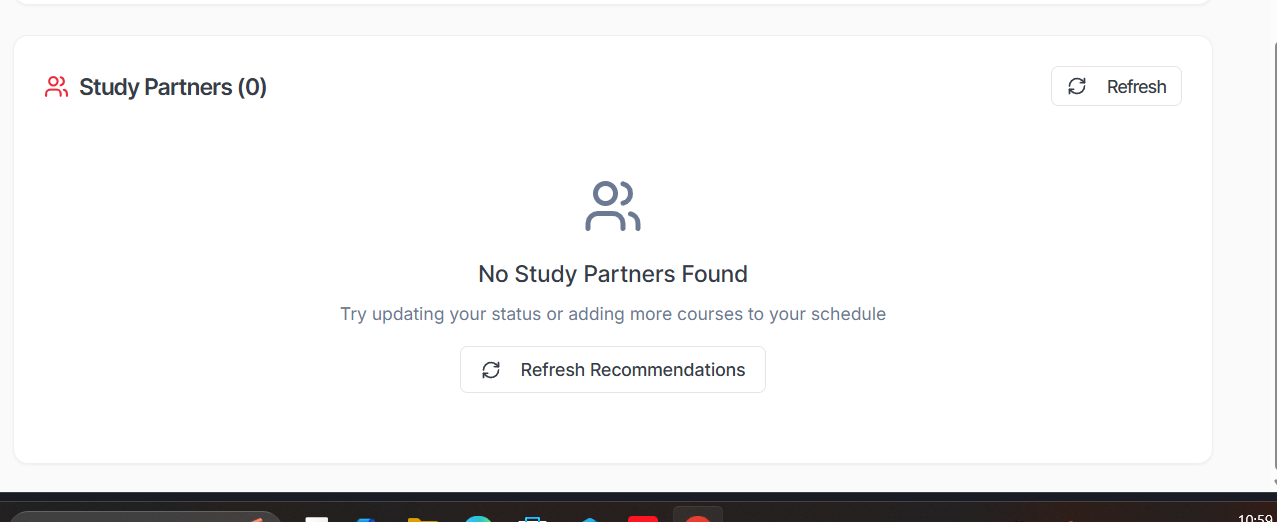 Study Partners (0)
Refresh
No Study Partners Found
Try updating your status or adding more courses to your schedule
Refresh Recommendations
10:59